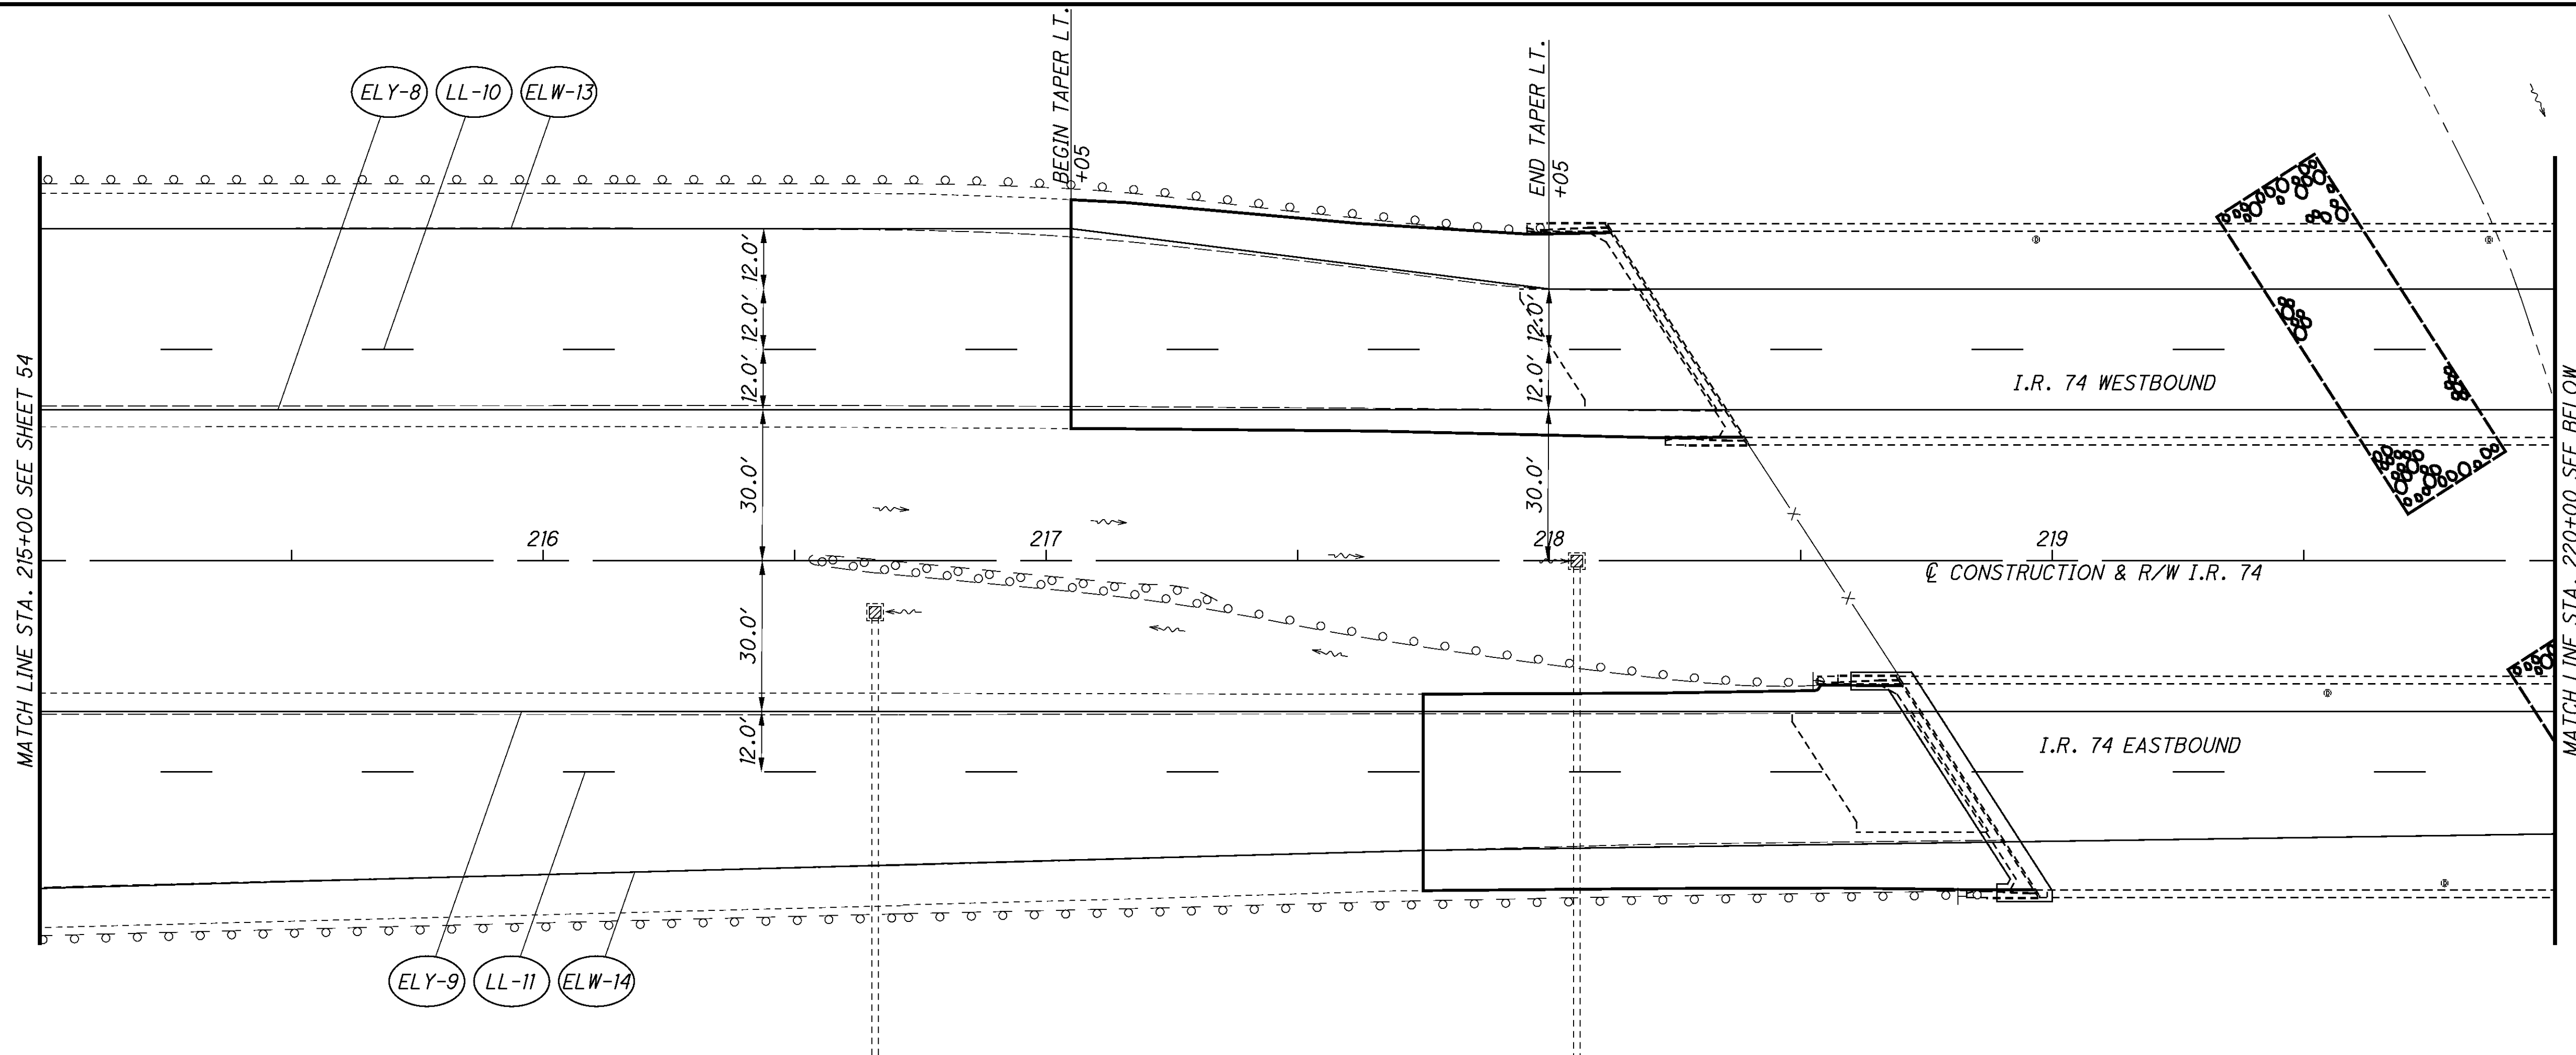 BEGIN TAPER LT.
+05
END TAPER LT.
+05
ELY-8
LL-10
ELW-13
12.0'
12.0'
12.0'
30.0'
30.0'
12.0'
12.0'
12.0'
30.0'
I.R. 74 WESTBOUND
MATCH LINE STA. 215+00 SEE SHEET 54
MATCH LINE STA. 220+00 SEE BELOW
216
217
218
219
℄ CONSTRUCTION & R/W I.R. 74
I.R. 74 EASTBOUND
ELY-9
LL-11
ELW-14